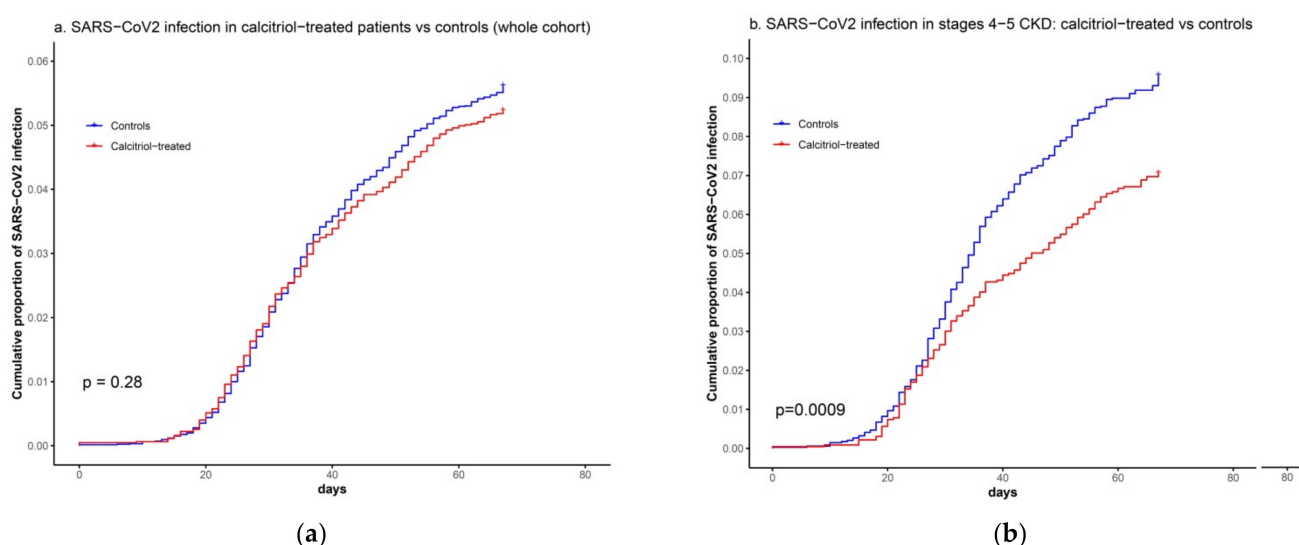 a. SARS−CoV2 infection in calcitriol−treated patients vs controls (whole cohort)
Cumulative proportion of SARS−CoV2 infection
0.06
0.05
0.04
0.03
0.02
0.01
0.00
Controls
Calcitriol−treated
p = 0.28
0 20 40 60 80
days
(a)
b. SARS−CoV2 infection in stages 4−5 CKD: calcitriol−treated vs controls
Cumulative proportion of SARS−CoV2 infection
0.10
0.09
0.08
0.07
0.06
0.05
0.04
0.03
0.02
0.01
0.00
Controls
Calcitriol−treated
p=0.0009
0 20 40 60 80 80
days
(b)